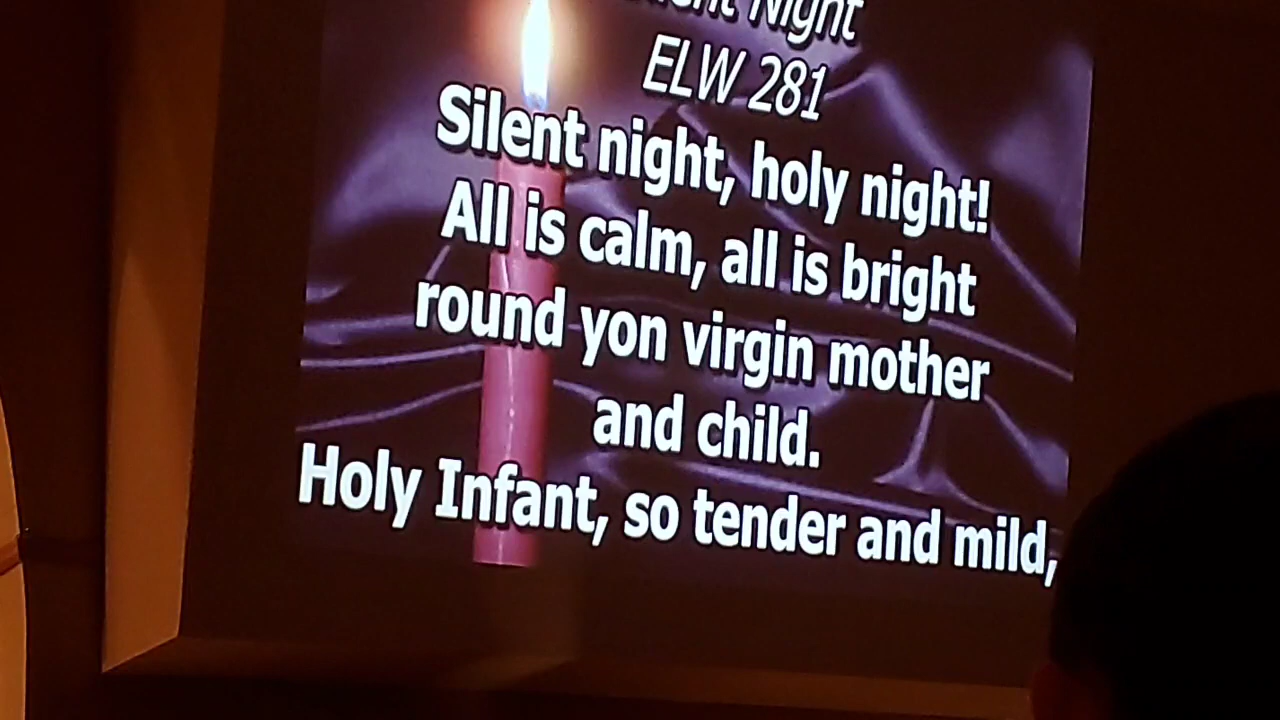 Night
ELW 281
Silent night, holy night!
All is calm, all is bright
round yon virgin mother
and child.
Holy Infant, so tender and mild,